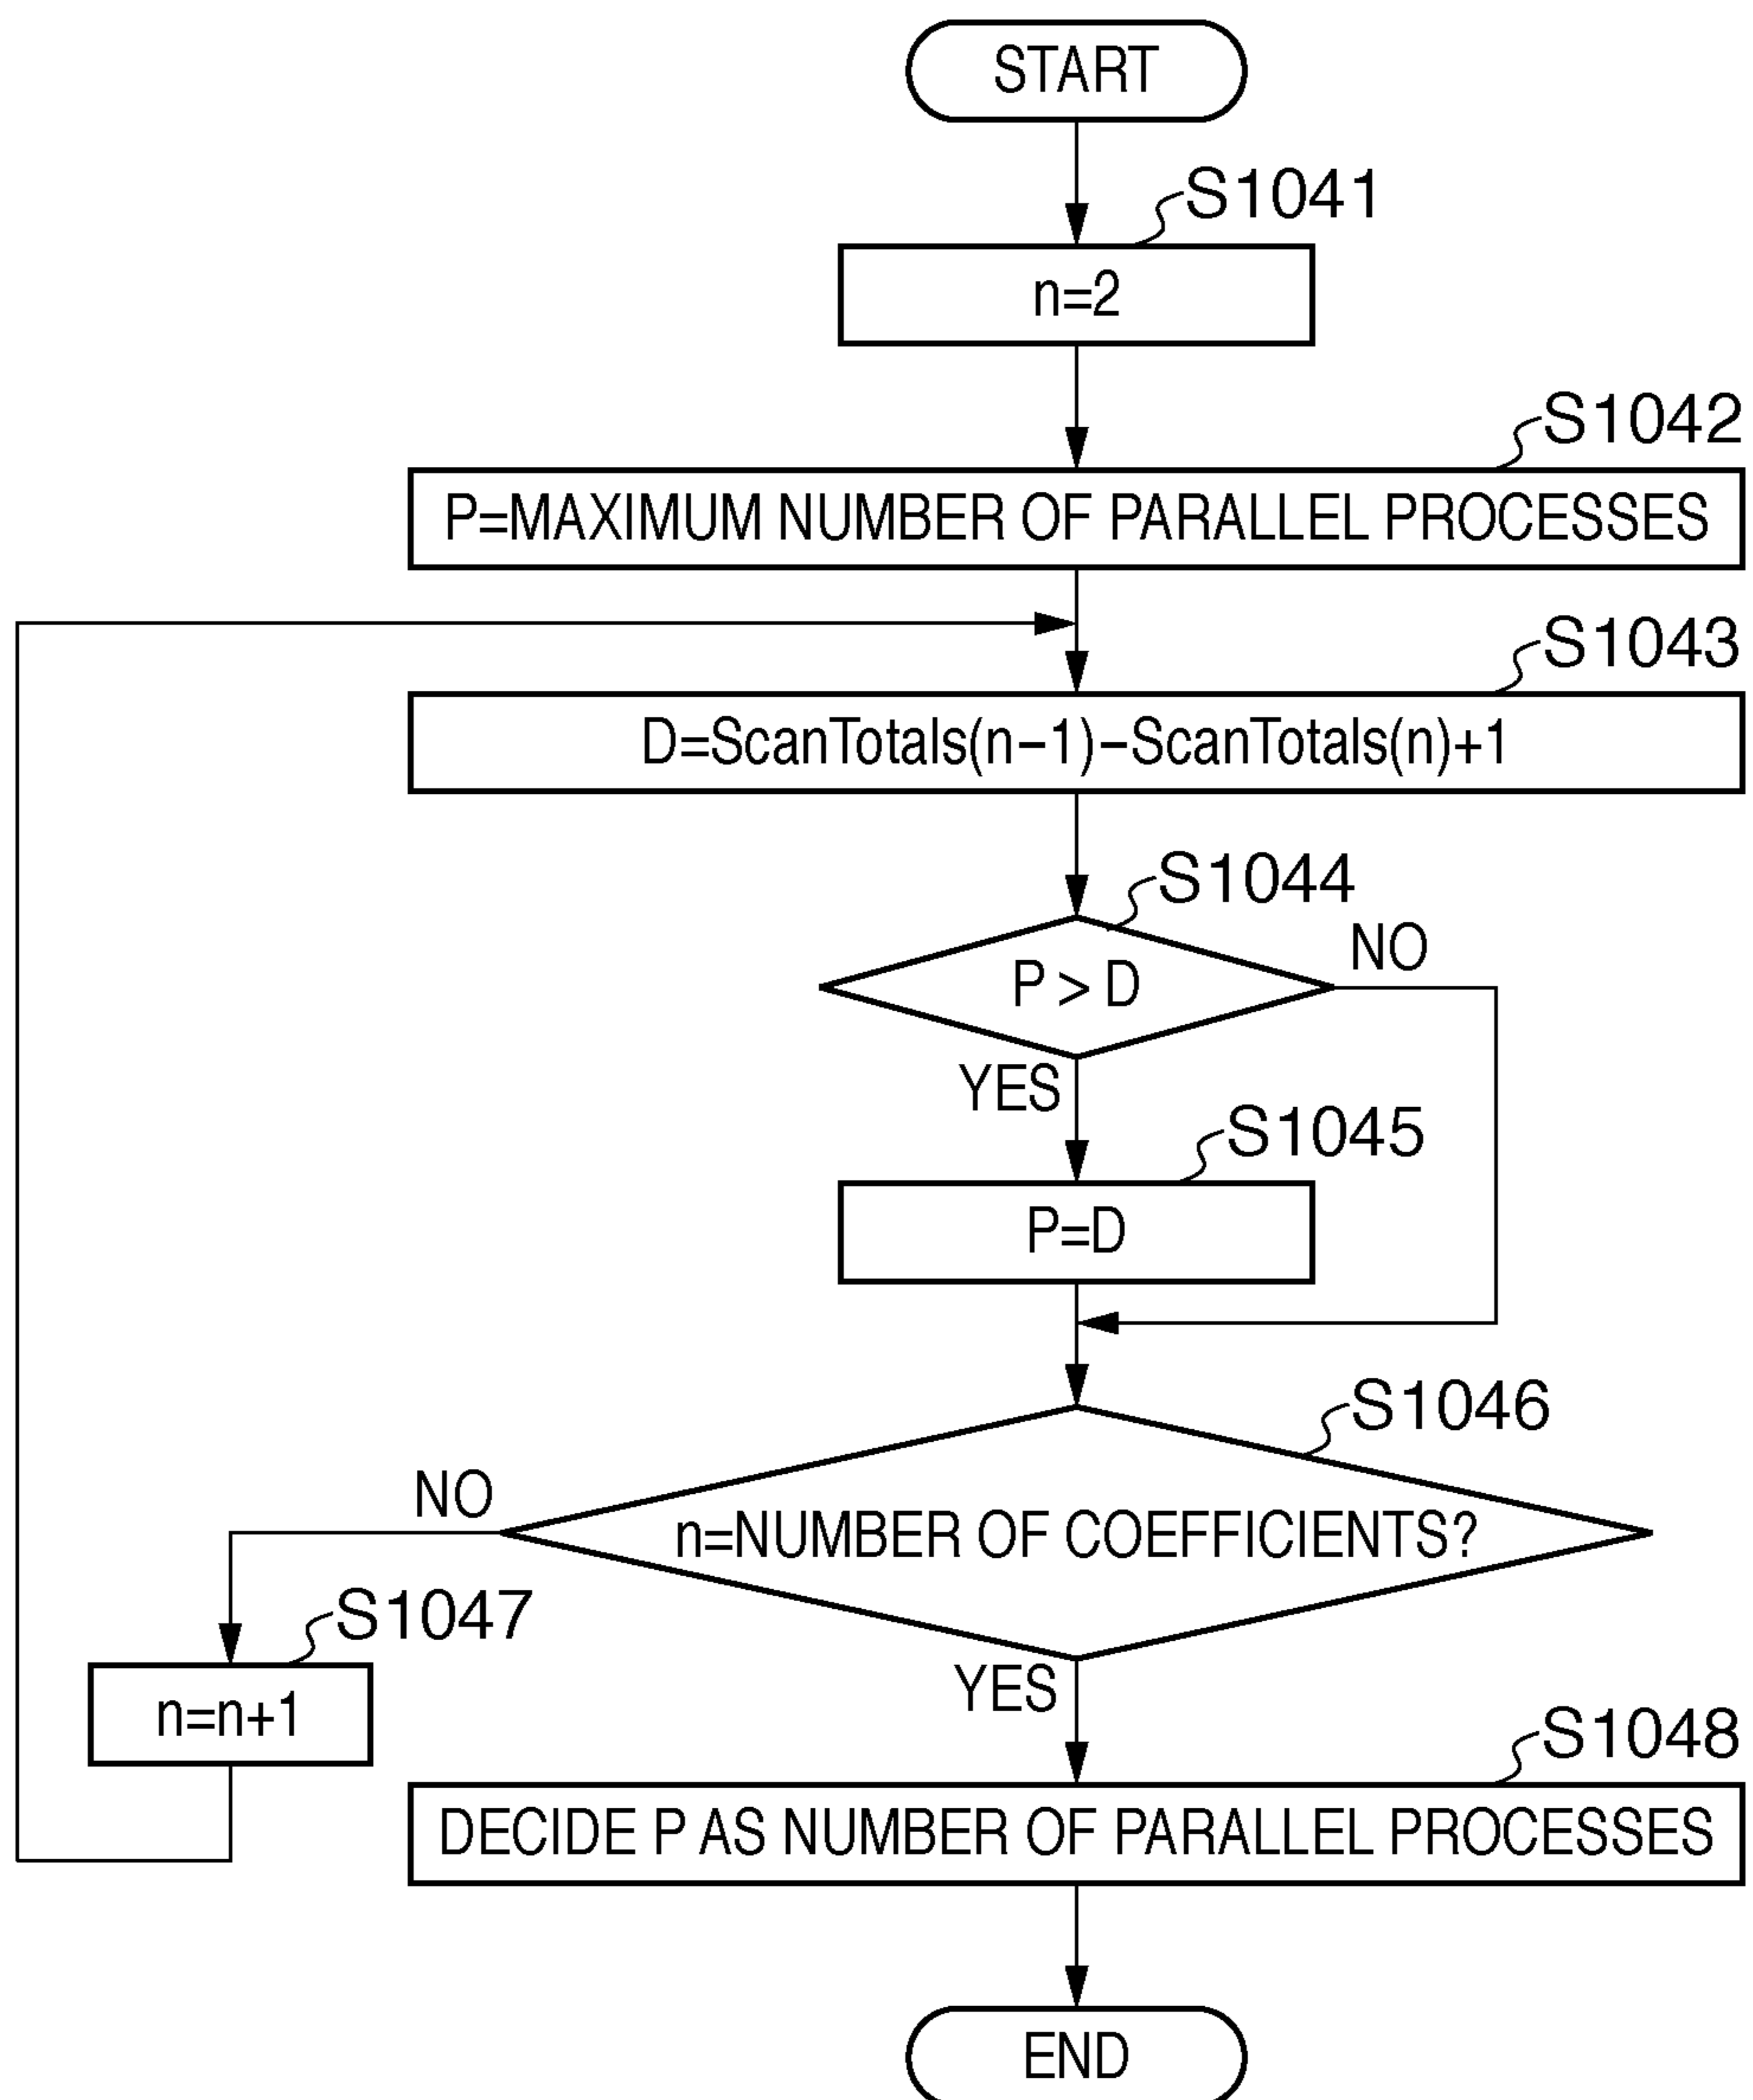 START
S1041
n=2
S1042
P=MAXIMUM NUMBER OF PARALLEL PROCESSES
S1043
D=ScanTotals(n−1)−ScanTotals(n)+1
S1044
P > D
NO
YES
S1045
P=D
S1046
NO
n=NUMBER OF COEFFICIENTS?
S1047
n=n+1
YES
S1048
DECIDE P AS NUMBER OF PARALLEL PROCESSES
END